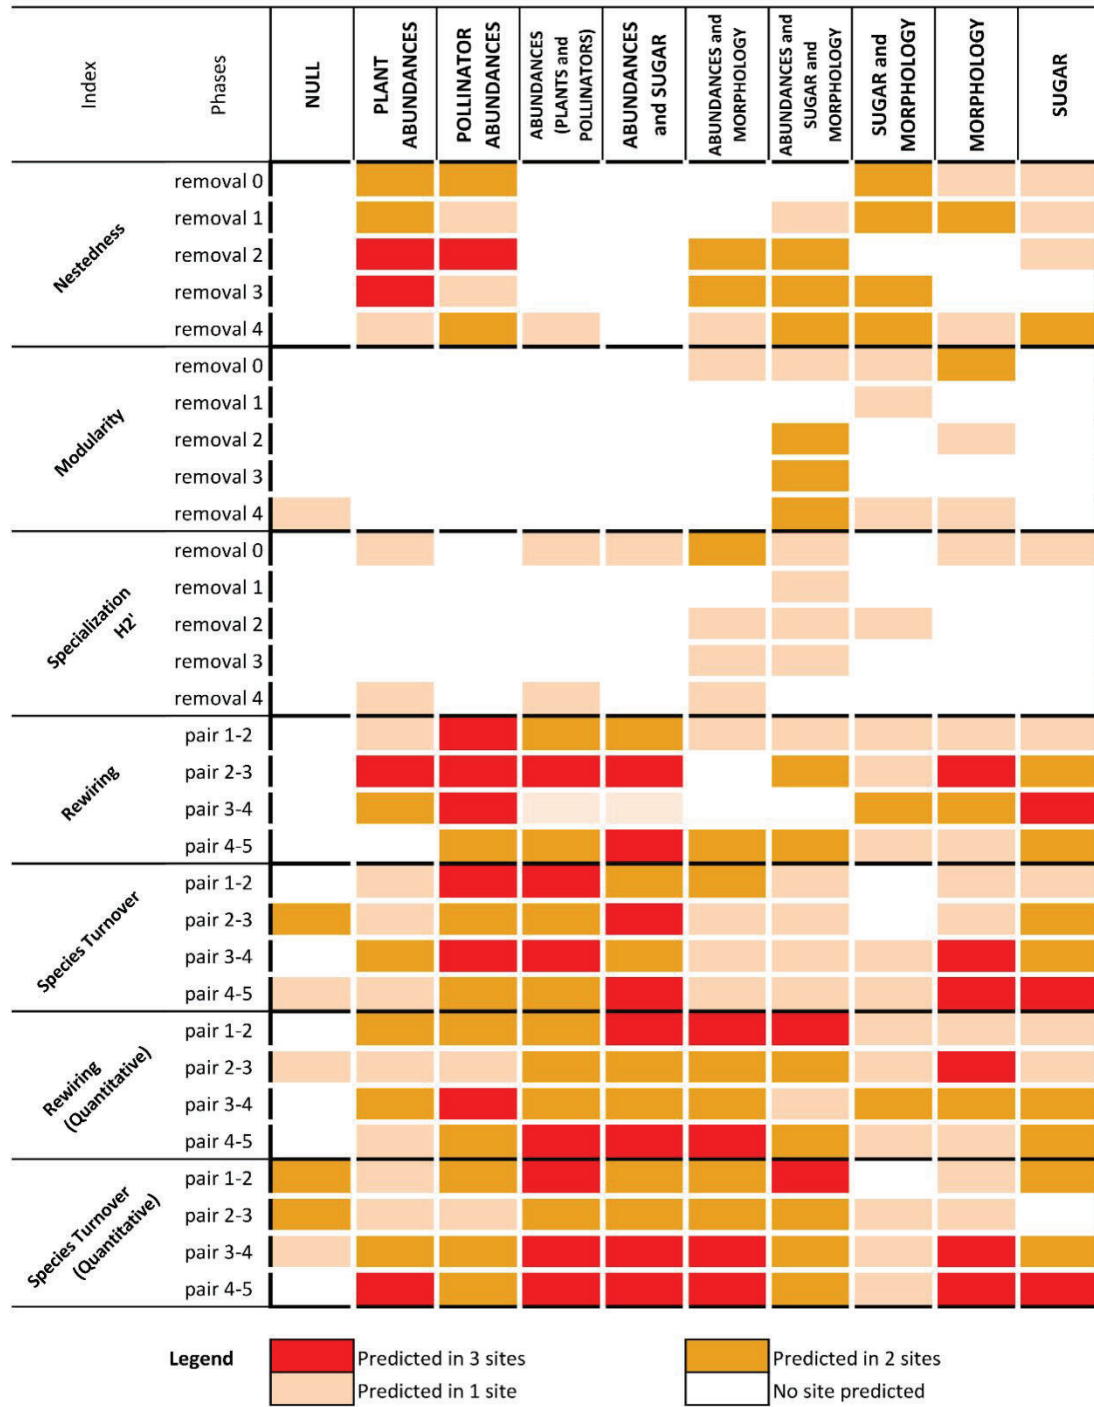 Index
Phases
NULL
PLANT
ABUNDANCES
POLLINATOR
ABUNDANCES
ABUNDANCES
(PLANTS and
POLLINATORS)
ABUNDANCES
and SUGAR
ABUNDANCES and
MORPHOLOGY
ABUNDANCES and
SUGAR and
MORPHOLOGY
SUGAR and
MORPHOLOGY
MORPHOLOGY
SUGAR
Nestedness
removal 0
removal 1
removal 2
removal 3
removal 4
Modularity
removal 0
removal 1
removal 2
removal 3
removal 4
Specialization
H2'
removal 0
removal 1
removal 2
removal 3
removal 4
Rewiring
pair 1-2
pair 2-3
pair 3-4
pair 4-5
Species Turnover
pair 1-2
pair 2-3
pair 3-4
pair 4-5
Rewiring
(Quantitative)
pair 1-2
pair 2-3
pair 3-4
pair 4-5
Species Turnover
(Quantitative)
pair 1-2
pair 2-3
pair 3-4
pair 4-5
Legend
Predicted in 3 sites
Predicted in 2 sites
Predicted in 1 site
No site predicted